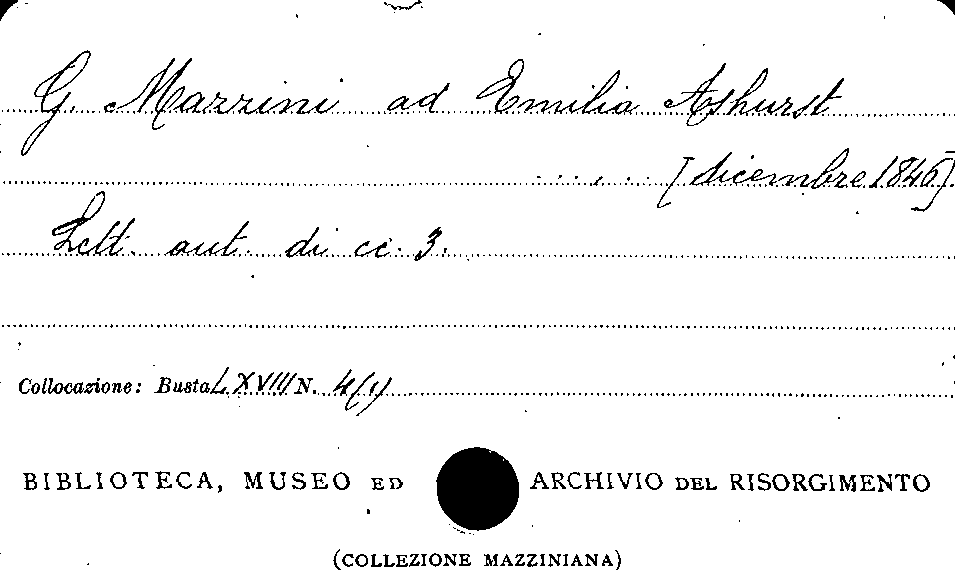 G. Mazzini ad Emilia Ashurst
..., .. [dicembre 1846].
Lett. aut. di cc. 3.
Collocazione: Busta LXVIII N. 4(1)
BIBLIOTECA, MUSEO ED ARCHIVIO DEL RISORGIMENTO
(COLLEZIONE MAZZINIANA)